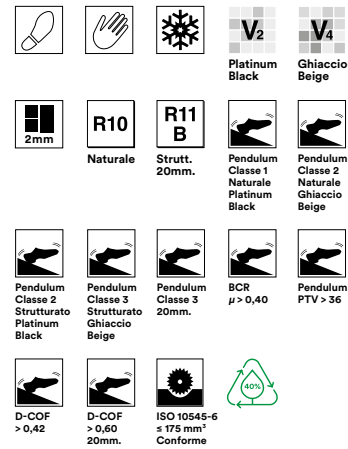 V2
V4
Platinum
Black
Ghiaccio
Beige
2mm
R10
R11
B
Naturale
Strutt.
20mm.
Pendulum
Classe 1
Naturale
Platinum
Black
Pendulum
Classe 2
Naturale
Ghiaccio
Beige
Pendulum
Classe 2
Strutturato
Platinum
Black
Pendulum
Classe 3
Strutturato
Ghiaccio
Beige
Pendulum
Classe 3
20mm.
BCR
μ > 0,40
Pendulum
PTV > 36
40%
D-COF
> 0,42
D-COF
> 0,60
20mm.
ISO 10545-6
≤ 175 mm³
Conforme